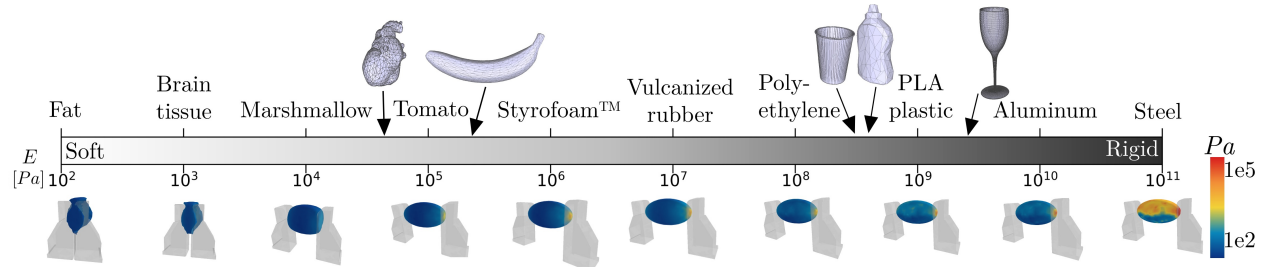 Fat
Brain
tissue
Marshmallow
Tomato
Styrofoam™
Vulcanized
rubber
Poly-
ethylene
PLA
plastic
Aluminum
Steel
E
[Pa]
Soft
Rigid
10²
10³
10⁴
10⁵
10⁶
10⁷
10⁸
10⁹
10¹⁰
10¹¹
Pa
1e5
1e2